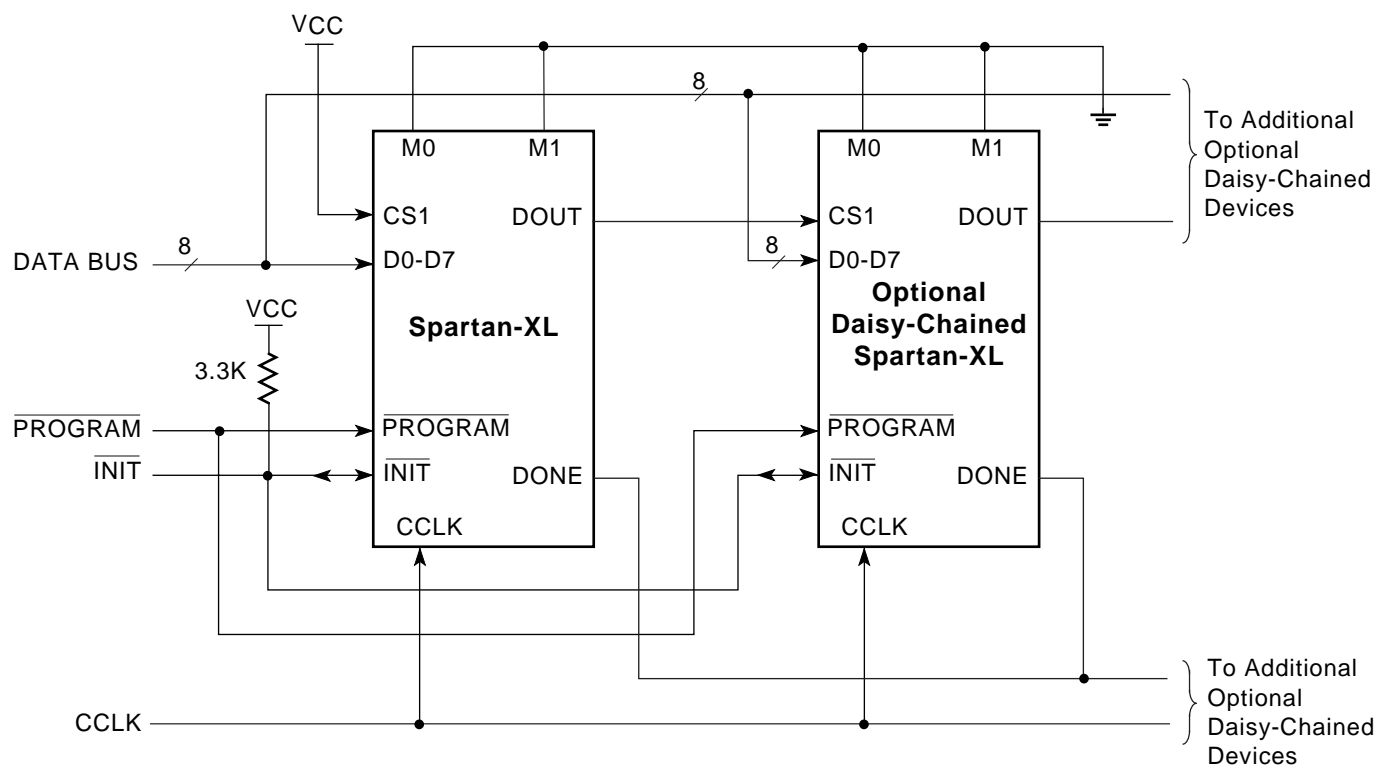 VCC
8
M0
M1
M0
M1
To Additional
Optional
Daisy-Chained
Devices
CS1
DOUT
CS1
DOUT
DATA BUS
8
D0-D7
8
D0-D7
VCC
3.3K
Spartan-XL
Optional
Daisy-Chained
Spartan-XL
PROGRAM
PROGRAM
PROGRAM
INIT
INIT
DONE
INIT
DONE
CCLK
CCLK
CCLK
To Additional
Optional
Daisy-Chained
Devices